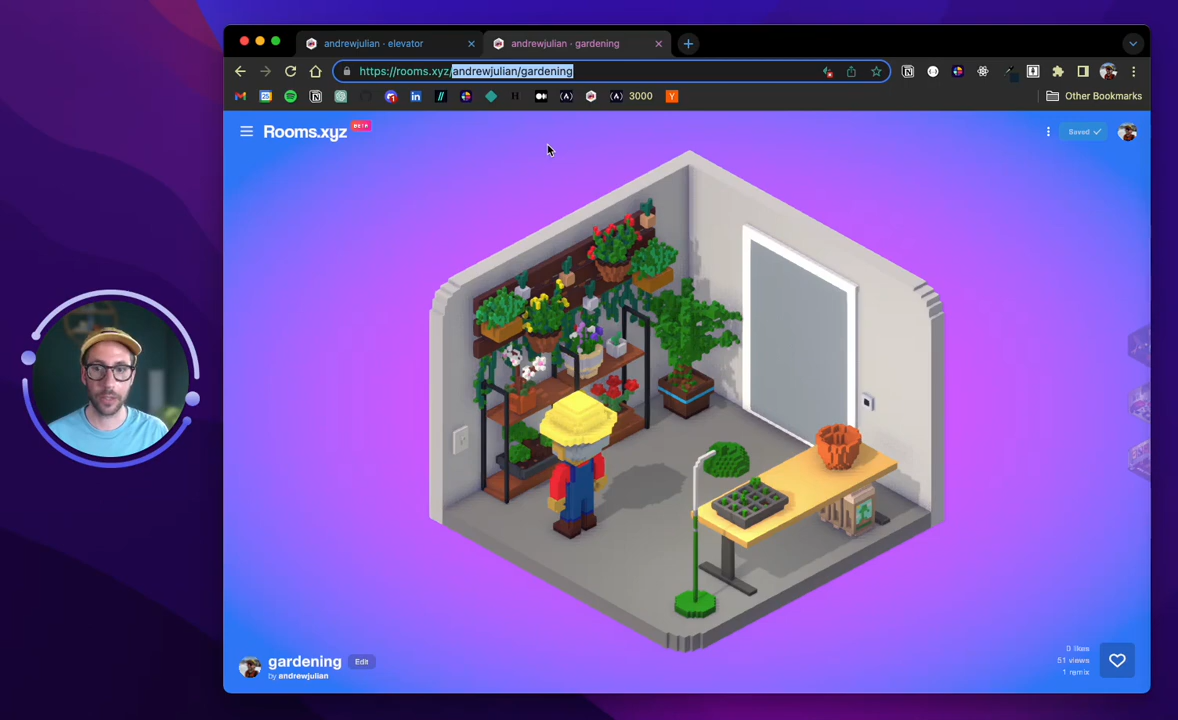 andrewjulian - elevator
andrewjulian - gardening
https://rooms.xyz/andrewjulian/gardening
3000
Other Bookmarks
Rooms.xyz BETA
Saved
gardening Edit
by andrewjulian
0 likes
51 views
1 remix